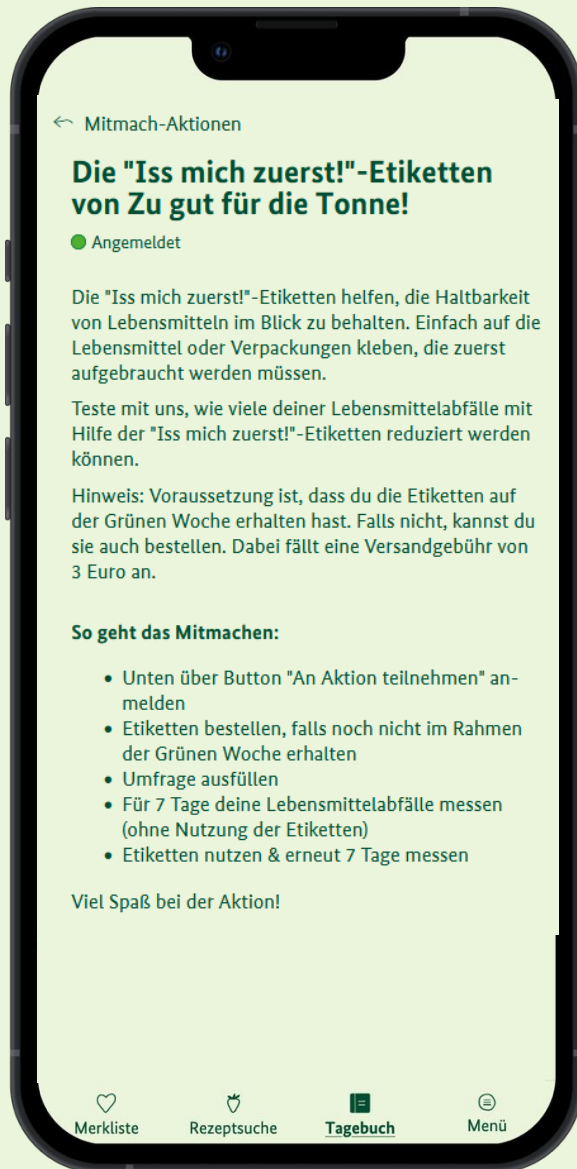 Mitmach-Aktionen
Die "Iss mich zuerst!"-Etiketten
von Zu gut für die Tonne!
Angemeldet
Die "Iss mich zuerst!"-Etiketten helfen, die Haltbarkeit
von Lebensmitteln im Blick zu behalten. Einfach auf die
Lebensmittel oder Verpackungen kleben, die zuerst
aufgebraucht werden müssen.
Teste mit uns, wie viele deiner Lebensmittelabfälle mit
Hilfe der "Iss mich zuerst!"-Etiketten reduziert werden
können.
Hinweis: Voraussetzung ist, dass du die Etiketten auf
der Grünen Woche erhalten hast. Falls nicht, kannst du
sie auch bestellen. Dabei fällt eine Versandgebühr von
3 Euro an.
So geht das Mitmachen:
• Unten über Button "An Aktion teilnehmen" an-
melden
• Etiketten bestellen, falls noch nicht im Rahmen
der Grünen Woche erhalten
• Umfrage ausfüllen
• Für 7 Tage deine Lebensmittelabfälle messen
(ohne Nutzung der Etiketten)
• Etiketten nutzen & erneut 7 Tage messen
Viel Spaß bei der Aktion!
Merkliste Rezeptsuche Tagebuch Menü